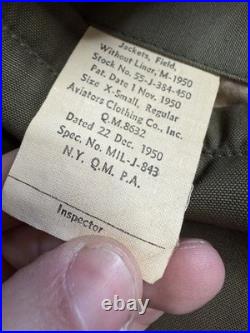 Jackets, Field,
Without Liner, M-1950
Stock No. 55-J-384-450
Pat. Date 1 Nov. 1950
Size X-Small, Regular
Q.M.8632
Aviators Clothing Co., Inc.
Dated 22 Dec. 1950
Spec. No. MIL-J-843
N.Y. Q.M. P.A.
Inspector